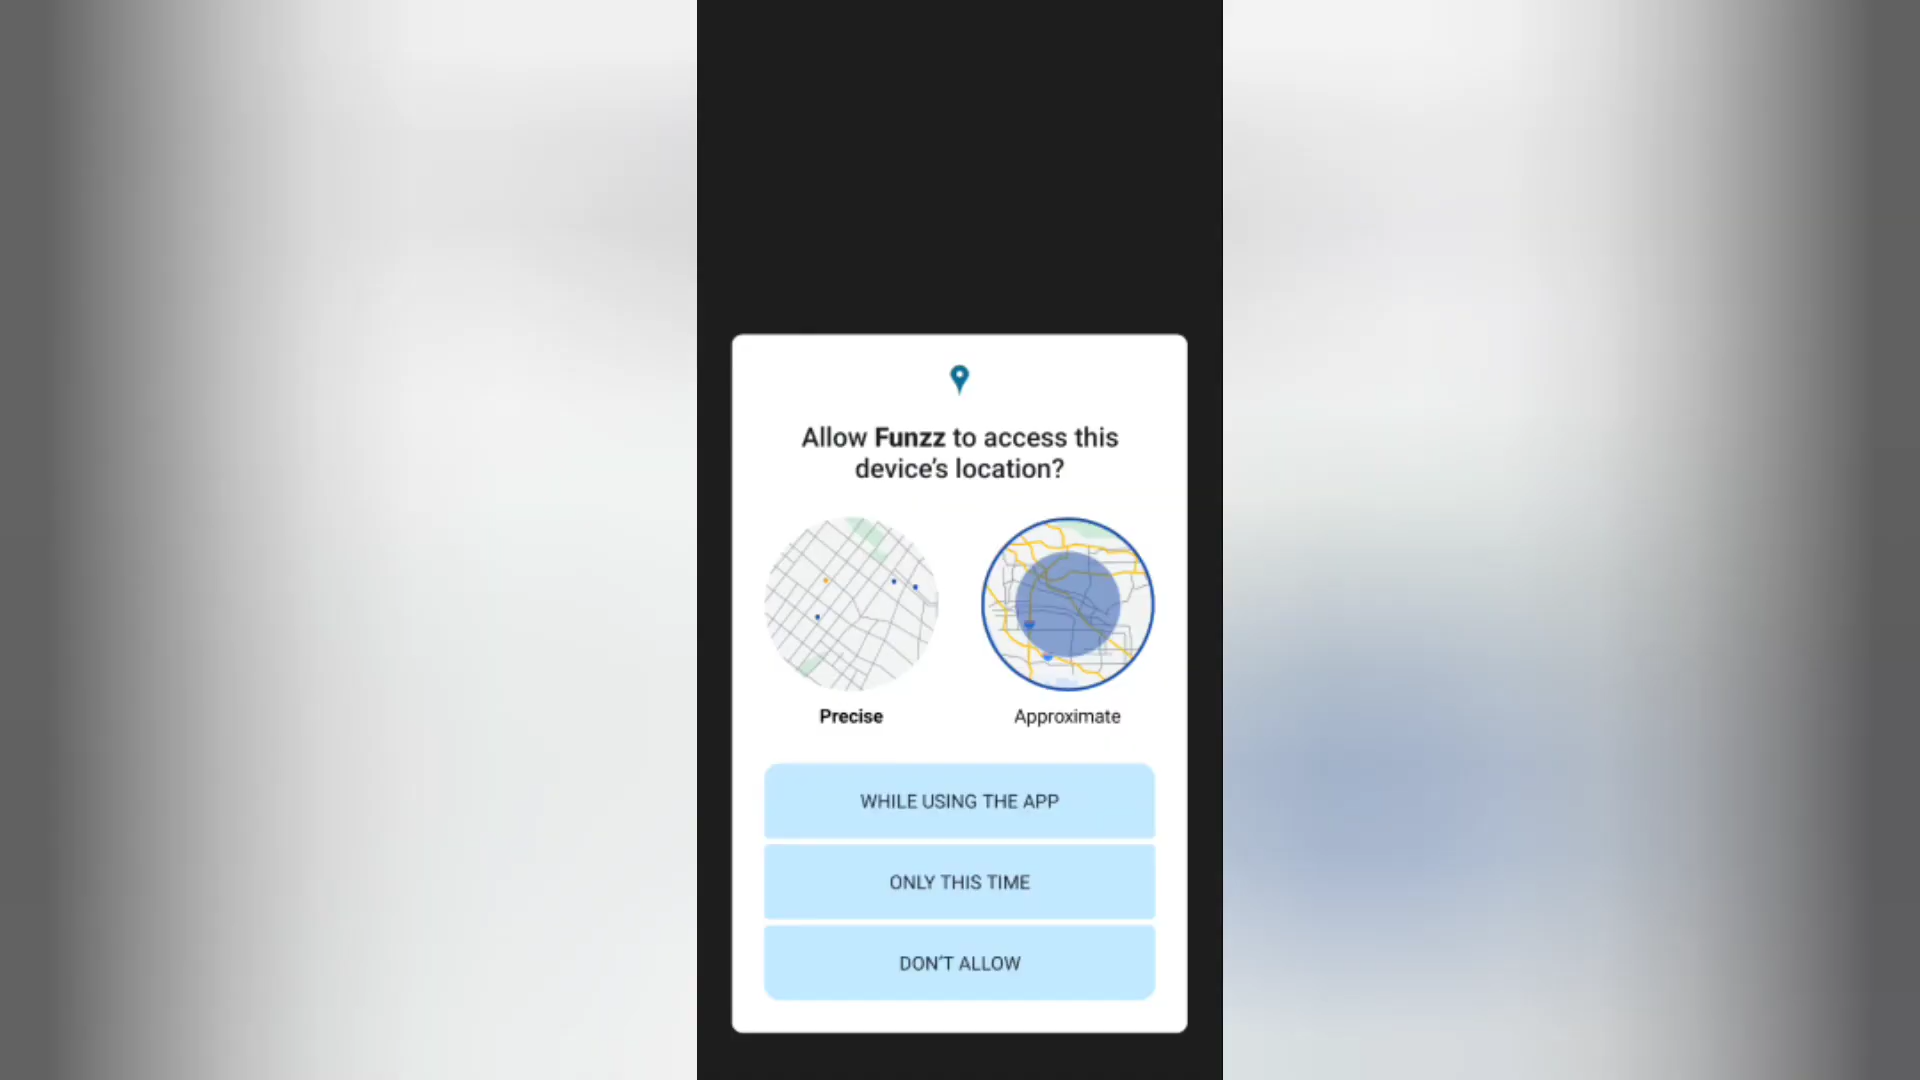 Allow Funzz to access this
device’s location?
Precise
Approximate
WHILE USING THE APP
ONLY THIS TIME
DON’T ALLOW